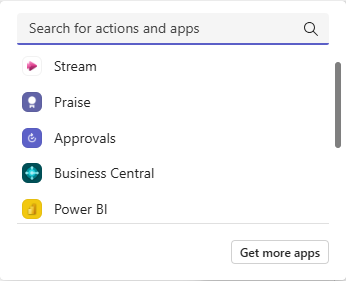 Search for actions and apps
Stream
Praise
Approvals
Business Central
Power BI
Get more apps